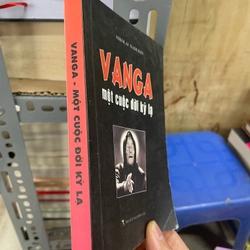 VANGA
một cuộc đời kỳ lạ
VANGA - MỘT CUỘC ĐỜI KỲ LẠ